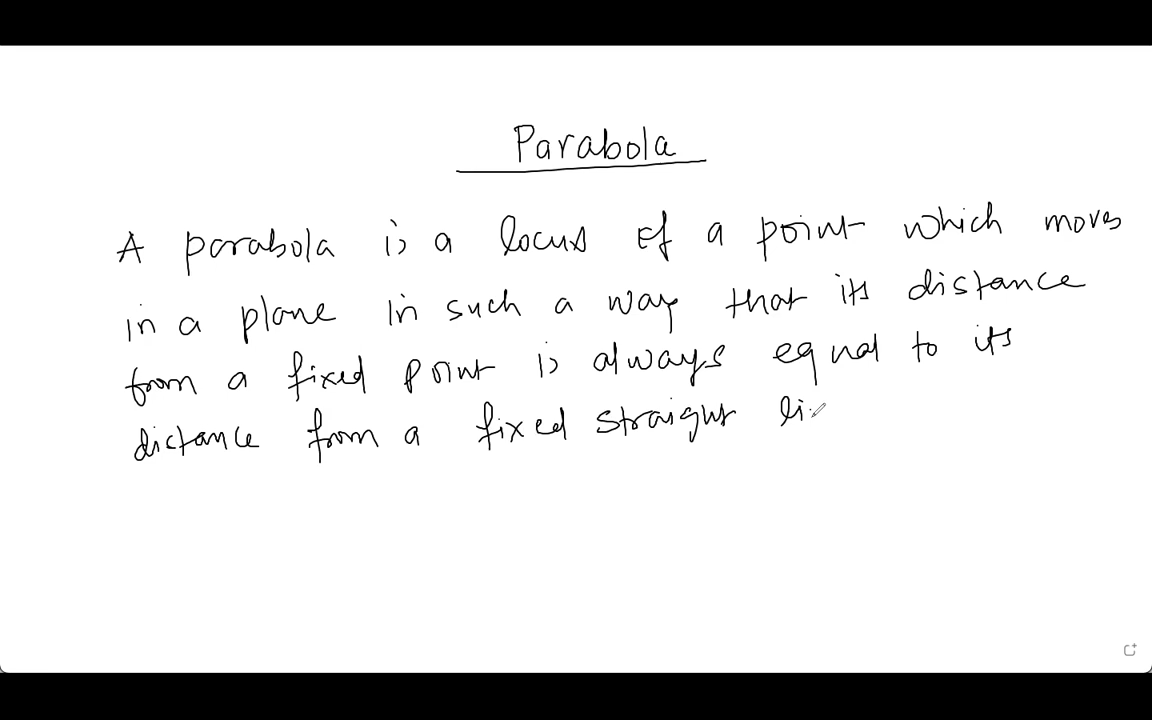 Parabola
A parabola is a locus of a point which moves
in a plane in such a way that its distance
from a fixed point is always equal to its
distance from a fixed straight li